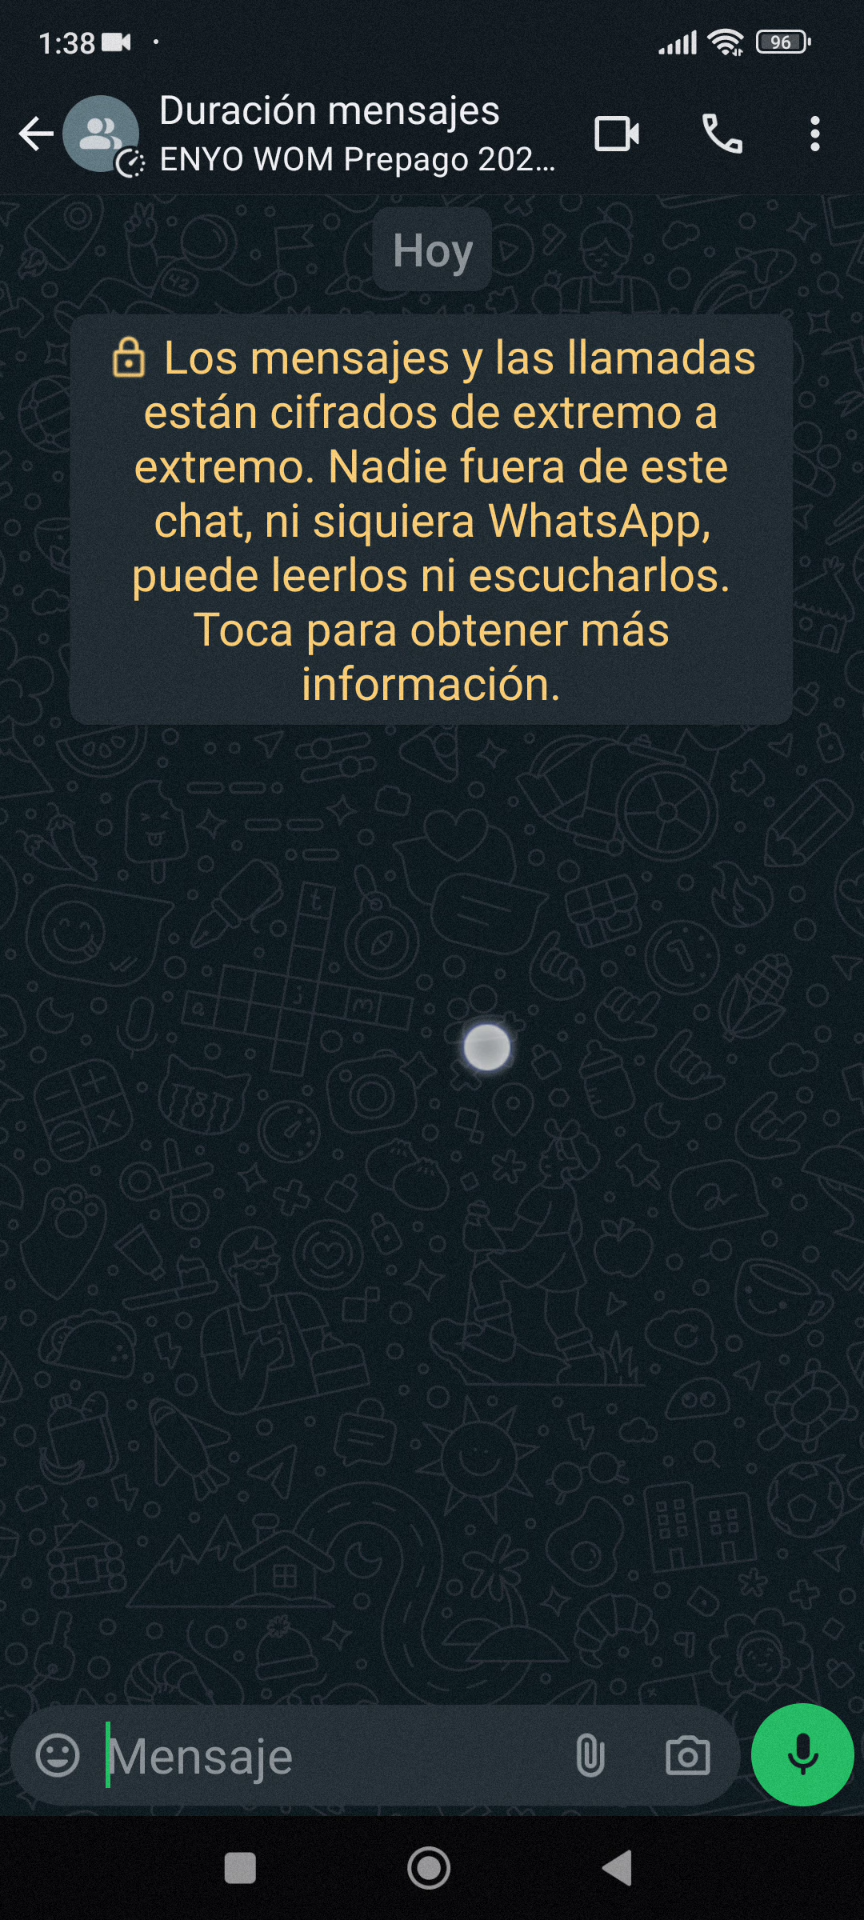 1:38
96
Duración mensajes
ENYO WOM Prepago 202...
Hoy
Los mensajes y las llamadas
están cifrados de extremo a
extremo. Nadie fuera de este
chat, ni siquiera WhatsApp,
puede leerlos ni escucharlos.
Toca para obtener más
información.
Mensaje